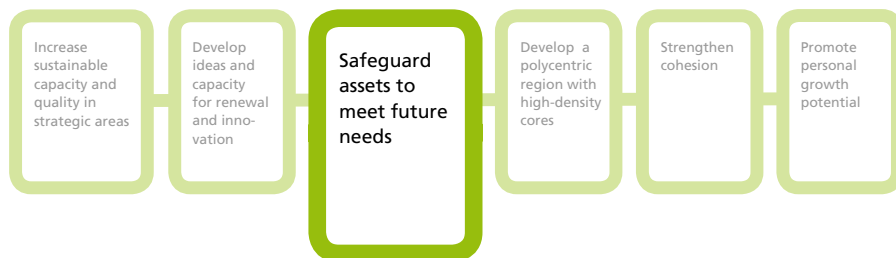 Increase
sustainable
capacity and
quality in
strategic areas
Develop
ideas and
capacity
for renewal
and inno-
vation
Safeguard
assets to
meet future
needs
Develop a
polycentric
region with
high-density
cores
Strengthen
cohesion
Promote
personal
growth
potential